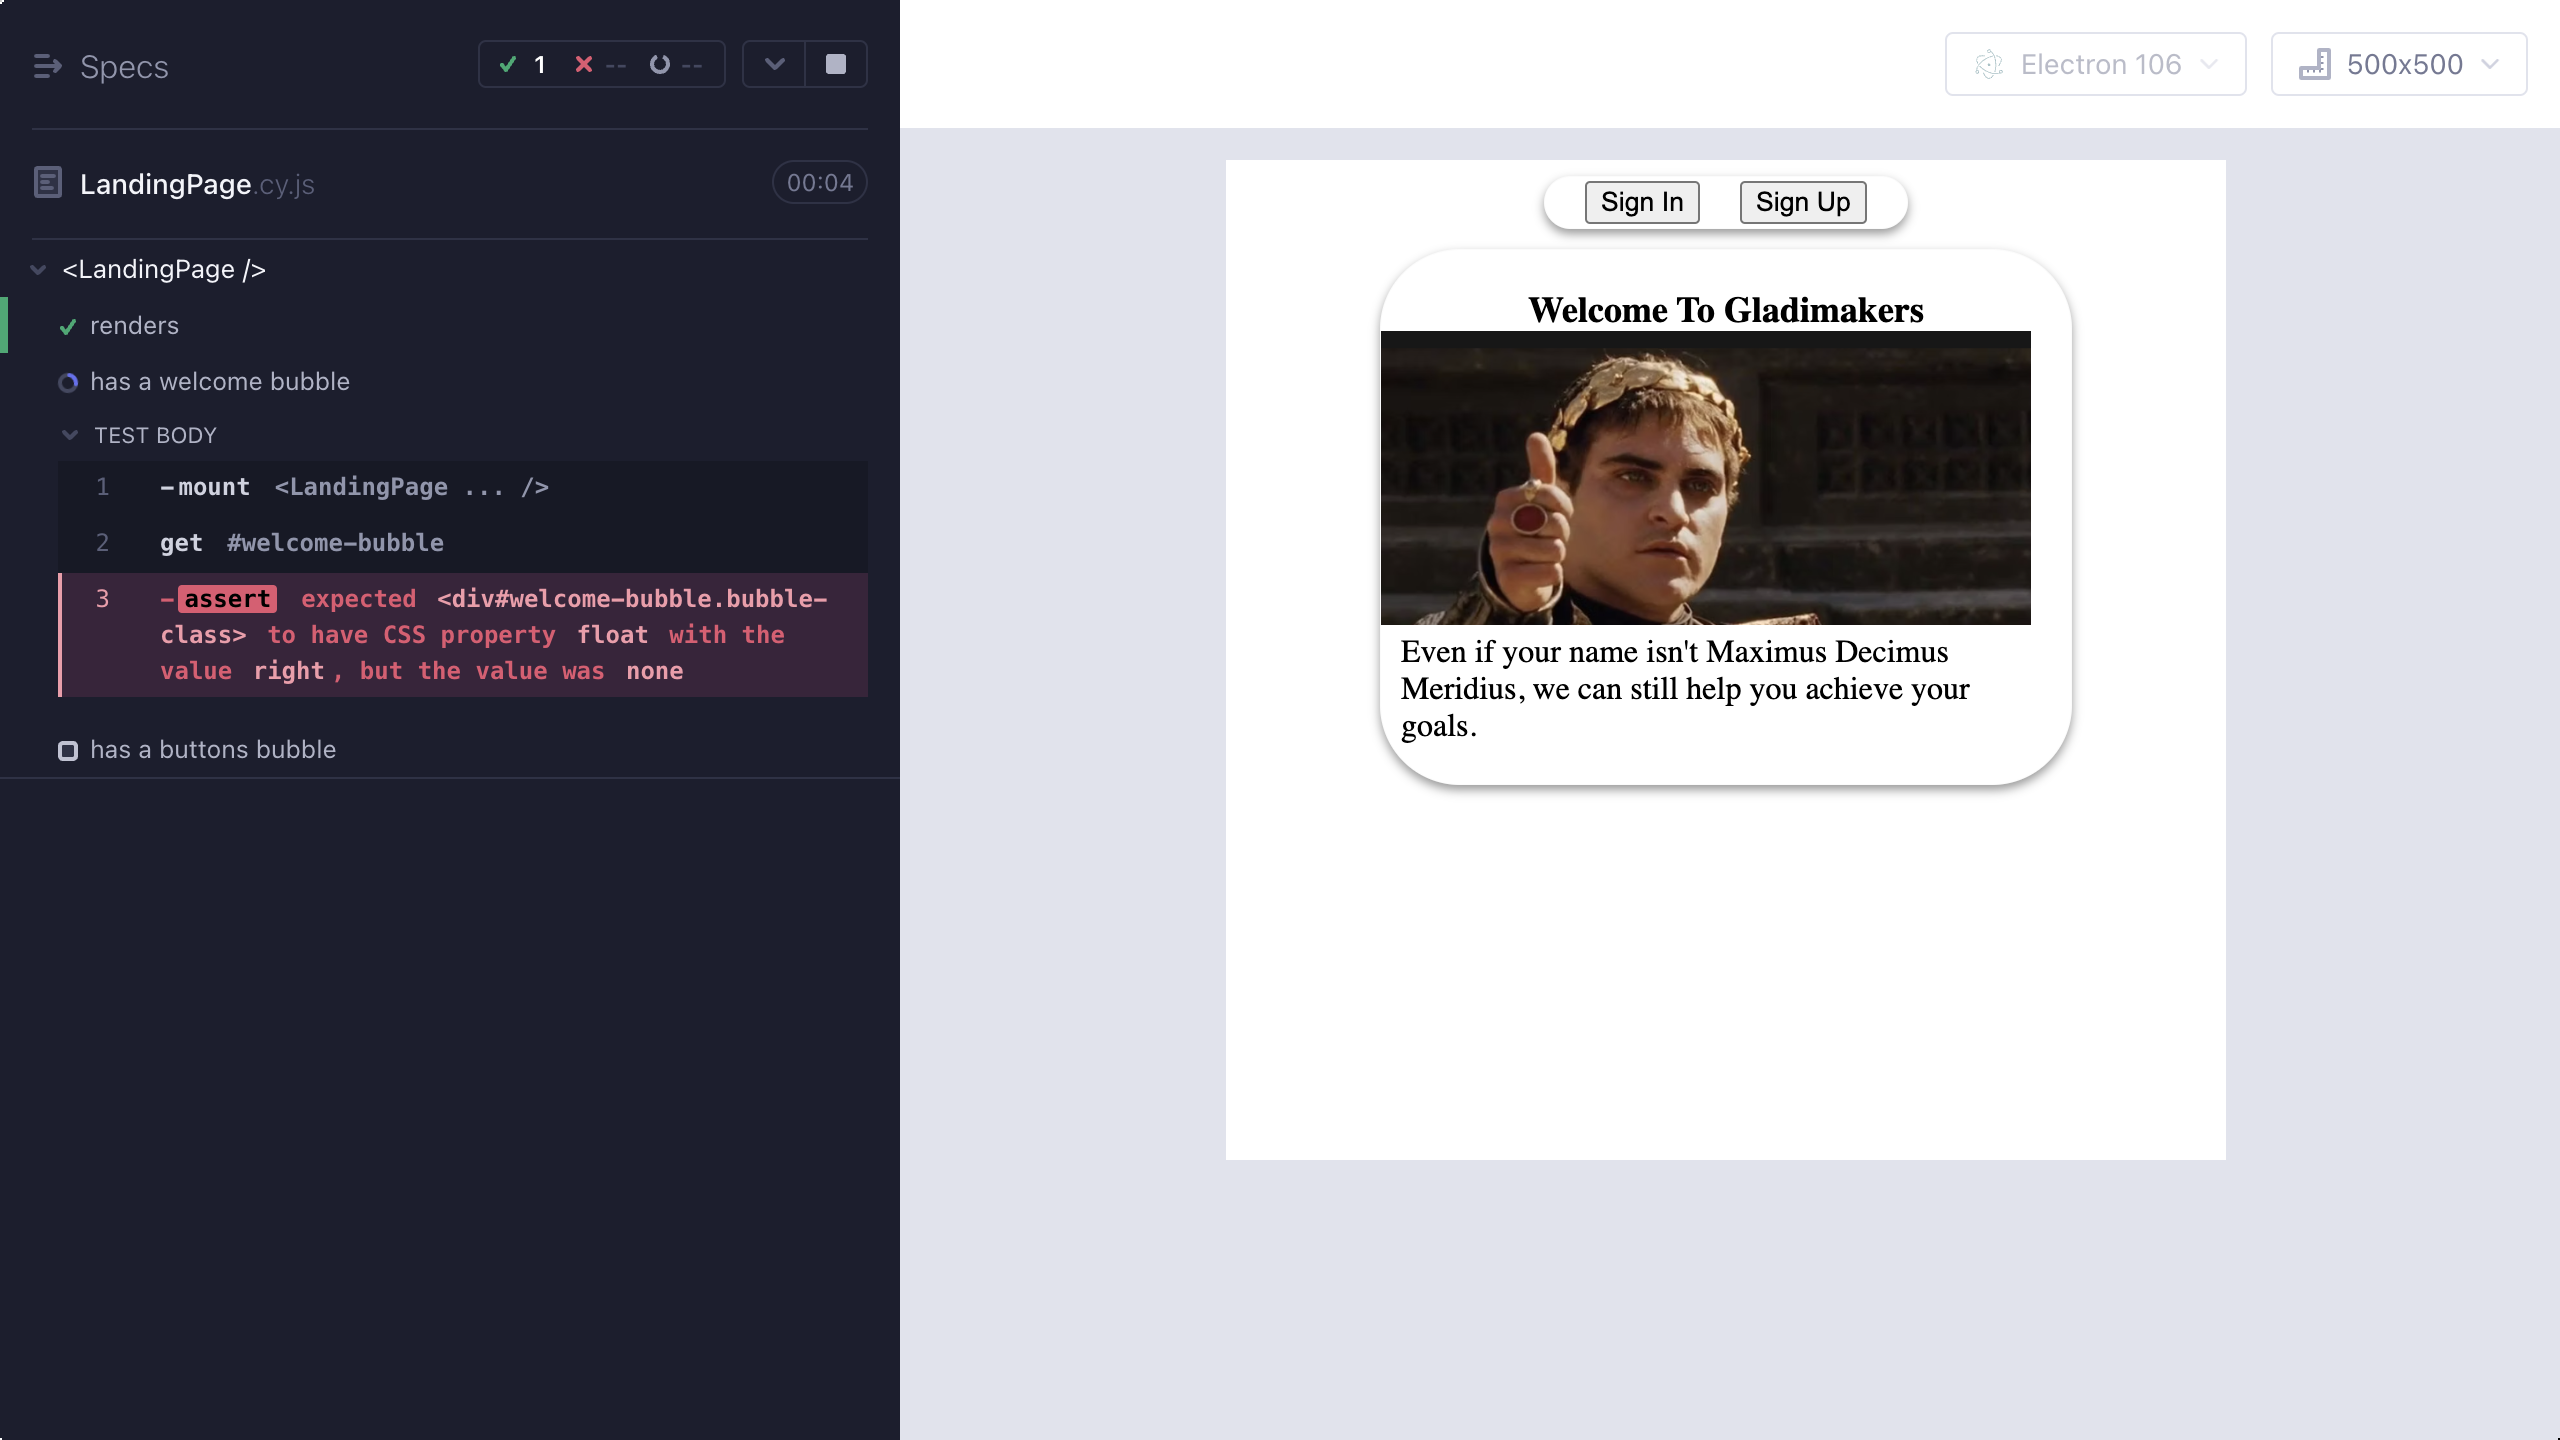 Specs
1 -- --
LandingPage.cy.js
00:04
<LandingPage />
renders
has a welcome bubble
TEST BODY
1 -mount <LandingPage ... />
2 get #welcome-bubble
3 -assert expected <div#welcome-bubble.bubble-
class> to have CSS property float with the
value right, but the value was none
has a buttons bubble
Electron 106
500x500
Sign In
Sign Up
Welcome To Gladimakers
Even if your name isn't Maximus Decimus
Meridius, we can still help you achieve your
goals.